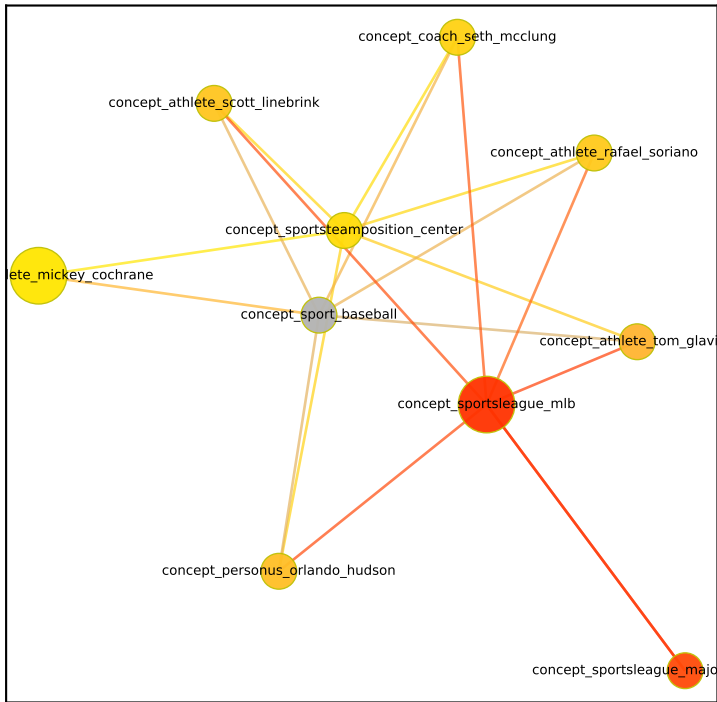 concept_coach_seth_mcclung
concept_athlete_scott_linebrink
concept_athlete_rafael_soriano
concept_sportsteamposition_center
lete_mickey_cochrane
concept_sport_baseball
concept_athlete_tom_glavi
concept_sportsleague_mlb
concept_personus_orlando_hudson
concept_sportsleague_majo